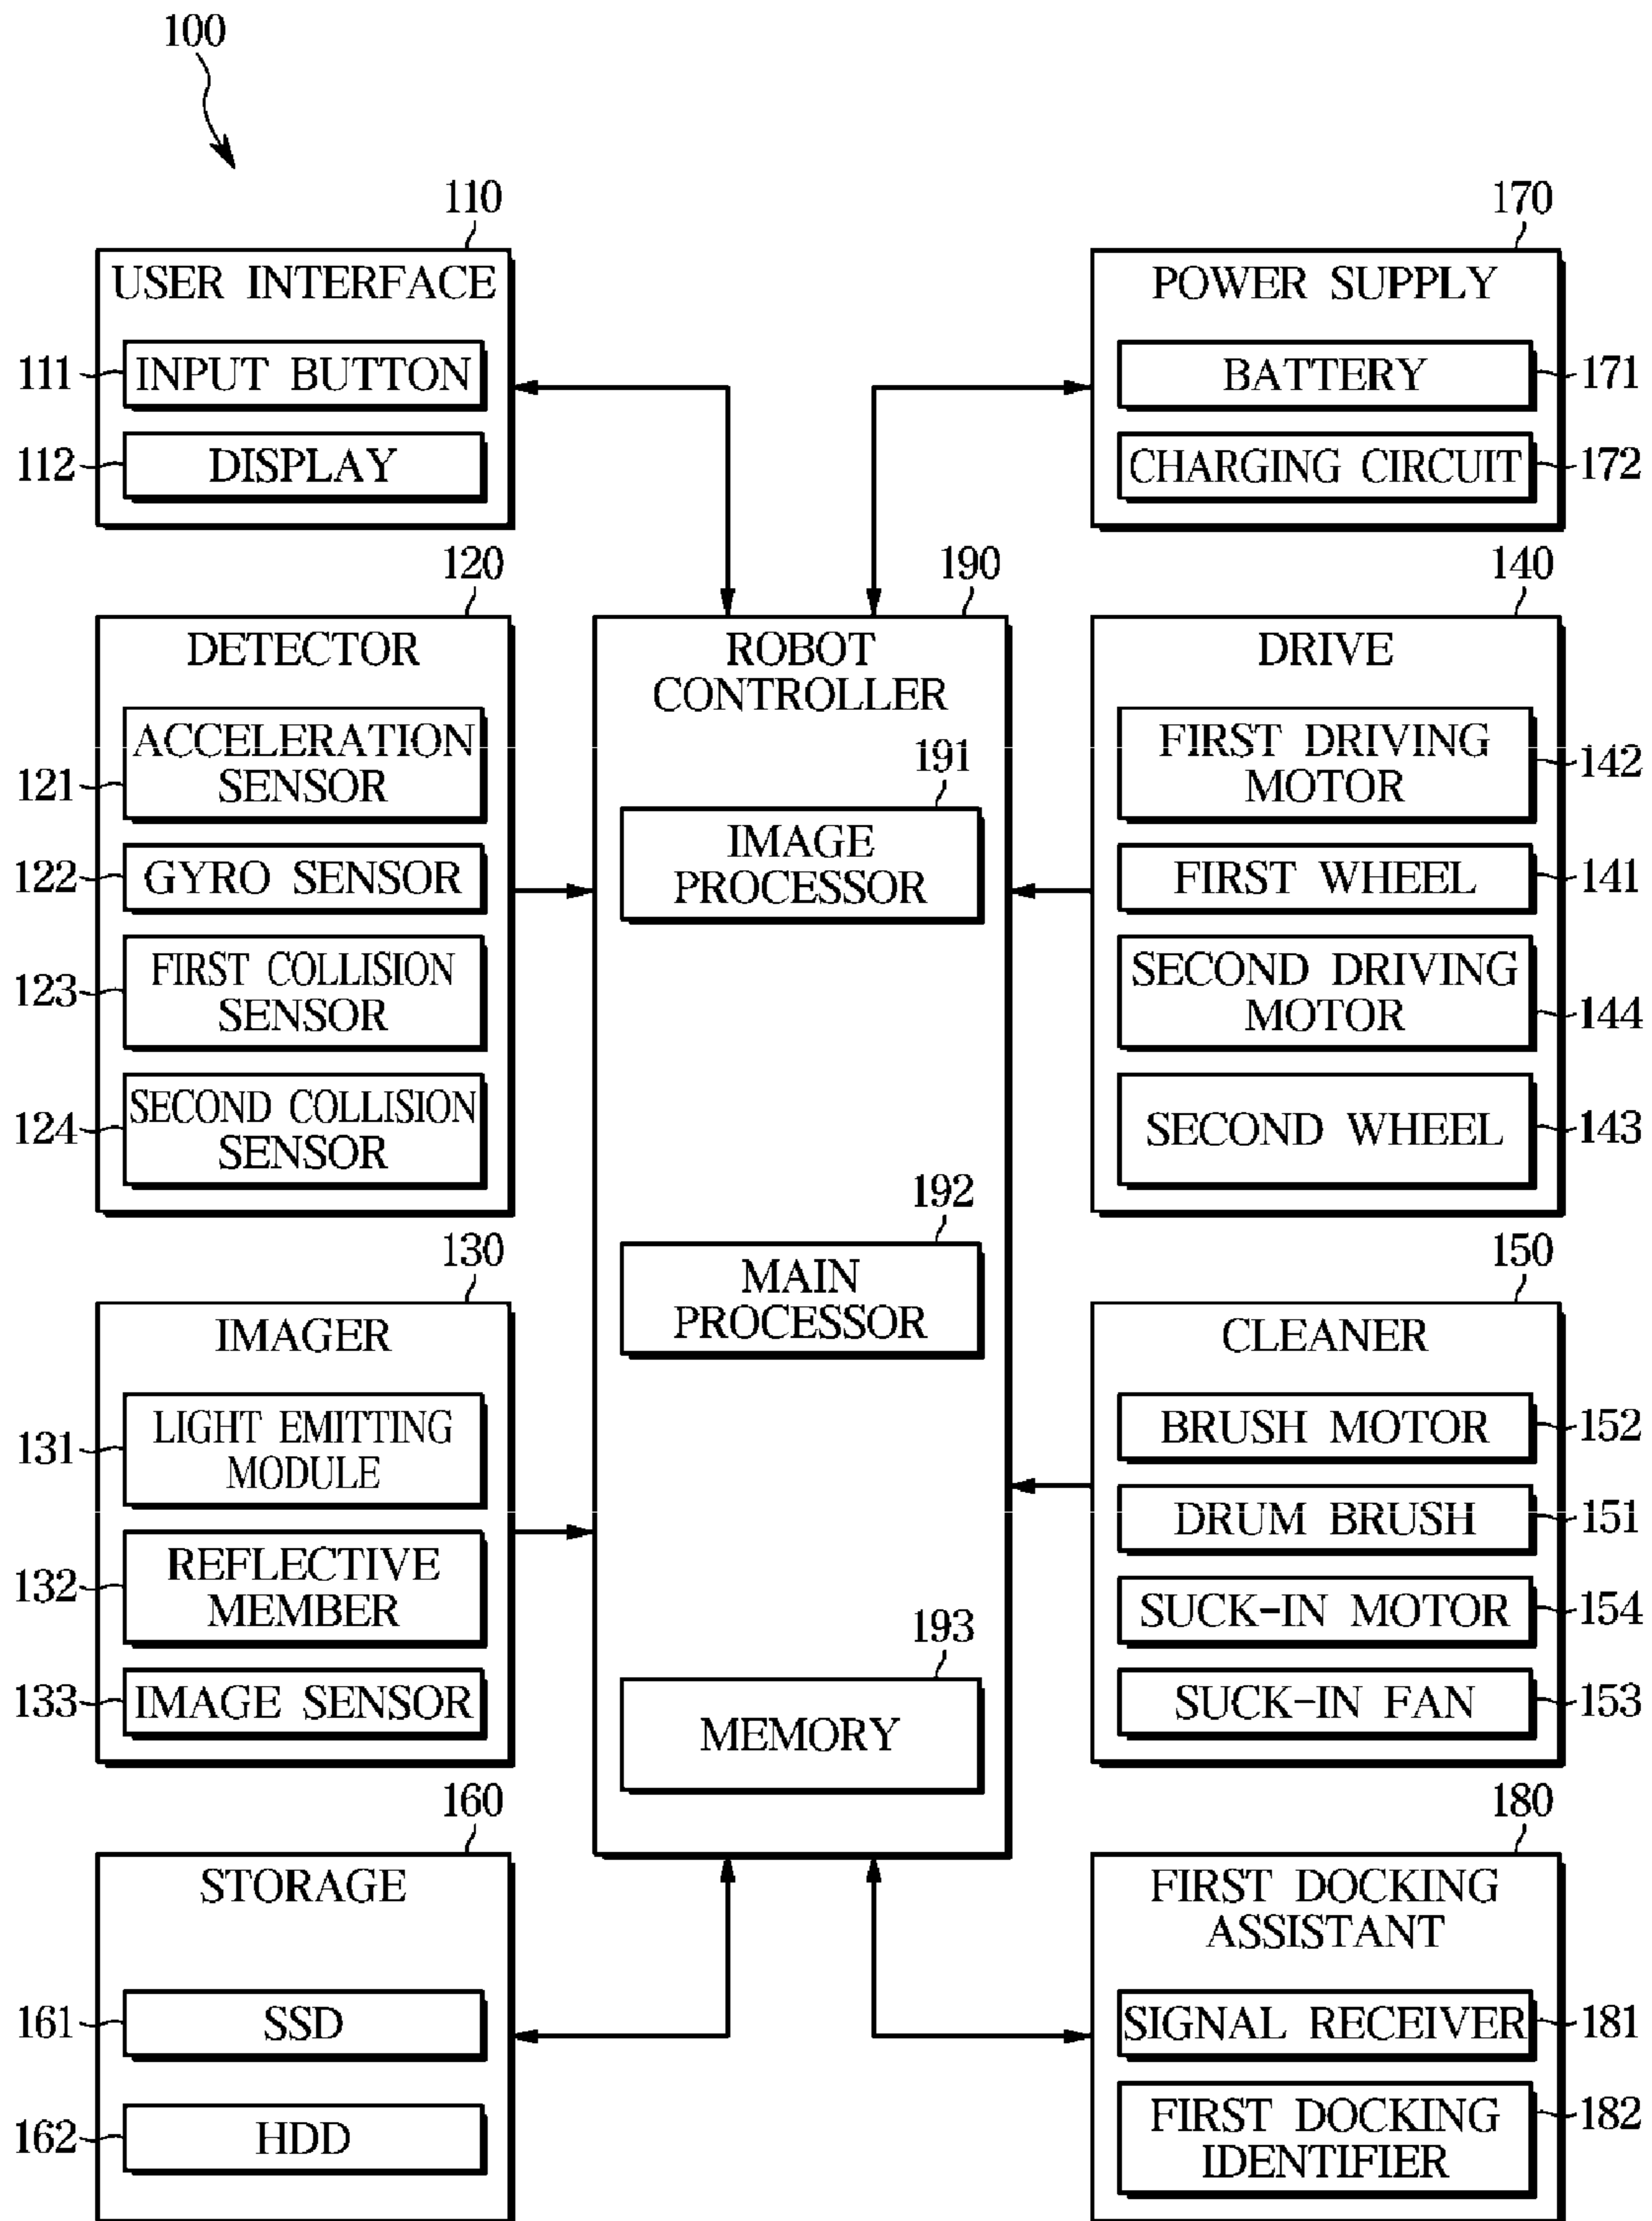 100
110
USER INTERFACE
111
INPUT BUTTON
112
DISPLAY
170
POWER SUPPLY
BATTERY
171
CHARGING CIRCUIT
172
120
DETECTOR
ACCELERATION
SENSOR
121
122
GYRO SENSOR
123
FIRST COLLISION
SENSOR
124
SECOND COLLISION
SENSOR
190
ROBOT
CONTROLLER
191
IMAGE
PROCESSOR
192
MAIN
PROCESSOR
193
MEMORY
140
DRIVE
FIRST DRIVING
MOTOR
142
FIRST WHEEL
141
SECOND DRIVING
MOTOR
144
SECOND WHEEL
143
130
IMAGER
131
LIGHT EMITTING
MODULE
132
REFLECTIVE
MEMBER
133
IMAGE SENSOR
150
CLEANER
BRUSH MOTOR
152
DRUM BRUSH
151
SUCK-IN MOTOR
154
SUCK-IN FAN
153
160
STORAGE
161
SSD
162
HDD
180
FIRST DOCKING
ASSISTANT
SIGNAL RECEIVER
181
FIRST DOCKING
IDENTIFIER
182